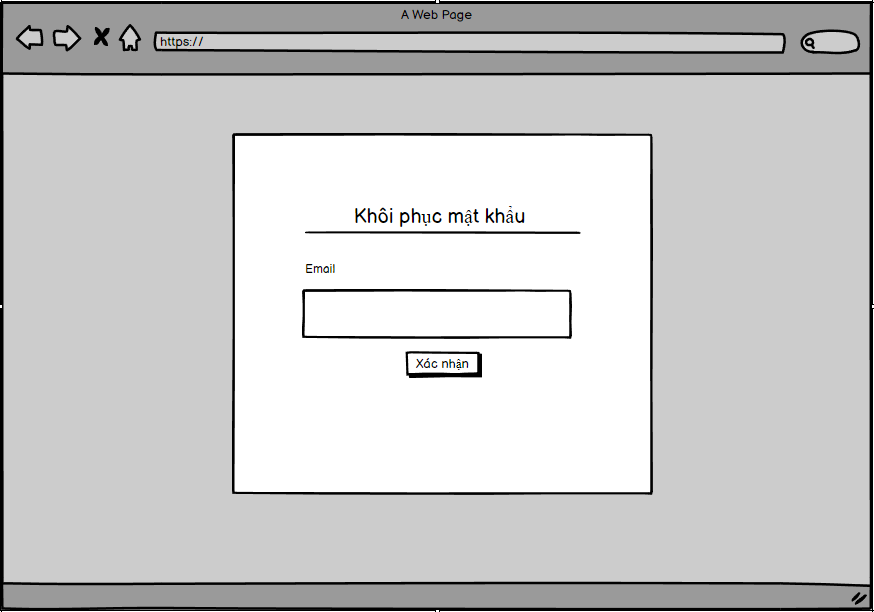 A Web Page
https://
Khôi phục mật khẩu
Email
Xác nhận